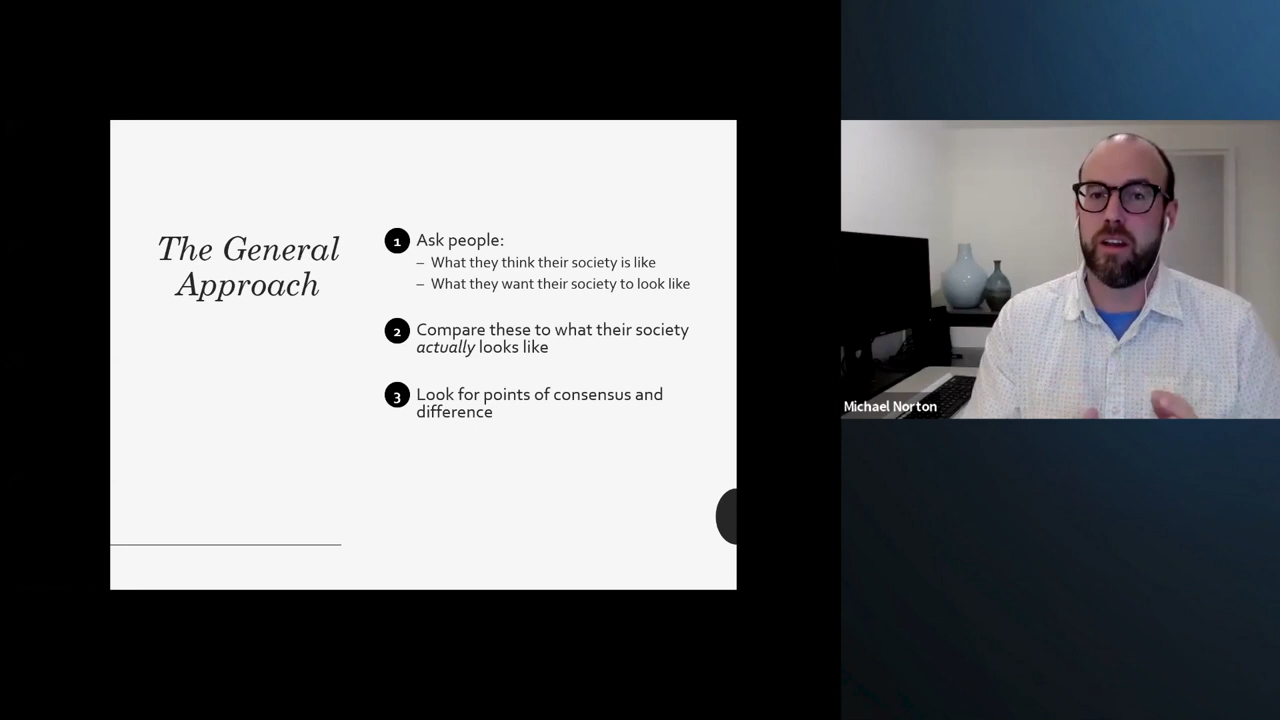 The General
Approach
1 Ask people:
– What they think their society is like
– What they want their society to look like
2 Compare these to what their society
actually looks like
3 Look for points of consensus and
difference
Michael Norton